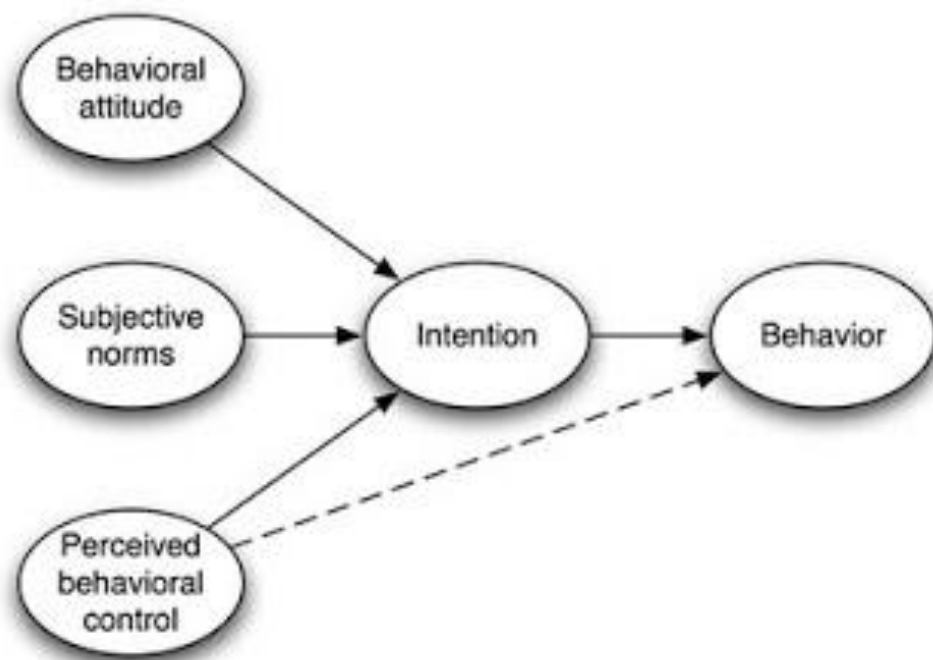 Behavioral
attitude
Subjective
norms
Intention
Behavior
Perceived
behavioral
control